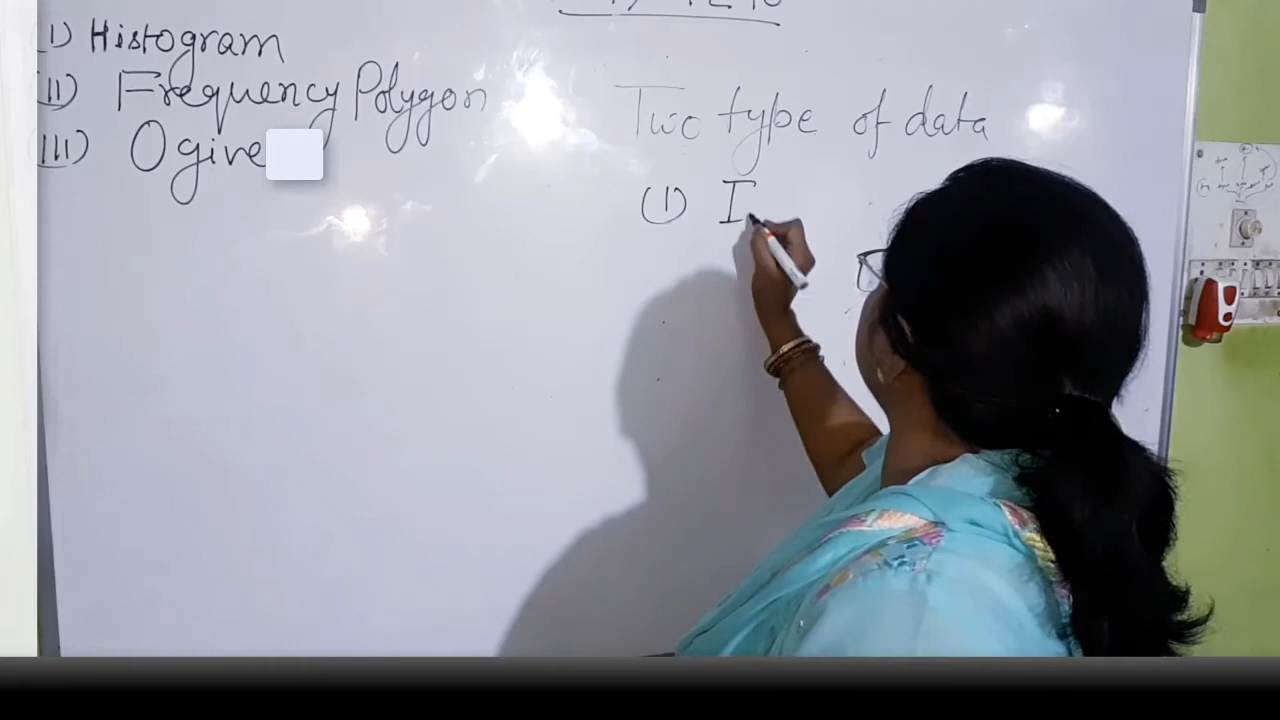 (I) Histogram
(II) Frequency Polygon
(III) Ogive
Two type of data
(I) I